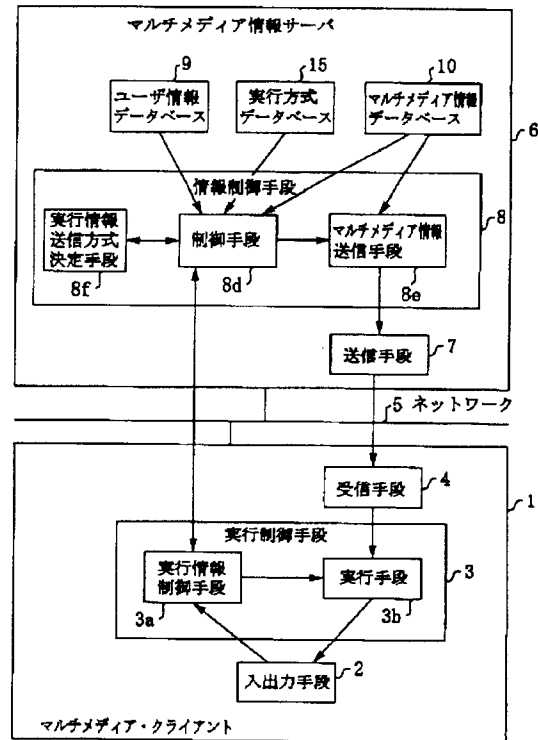 マルチメディア情報サーバ
9
15
10
ユーザ情報
データベース
実行方式
データベース
マルチメディア情報
データベース
6
情報制御手段
8
実行情報
送信方式
決定手段
8f
制御手段
8d
マルチメディア情報
送信手段
8e
送信手段
7
5 ネットワーク
受信手段
4
1
実行制御手段
実行情報
制御手段
3a
実行手段
3b
3
入出力手段
2
マルチメディア・クライアント